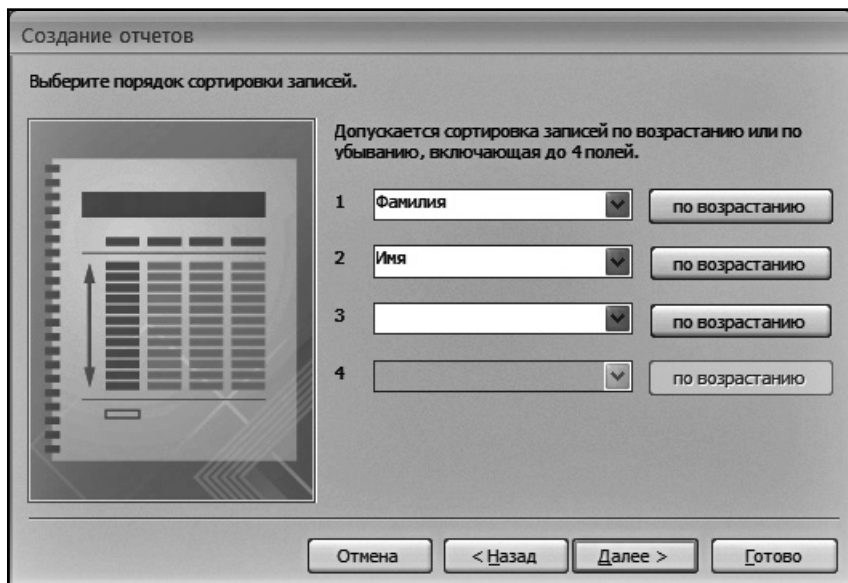 Создание отчетов
Выберите порядок сортировки записей.
Допускается сортировка записей по возрастанию или по
убыванию, включающая до 4 полей.
1 Фамилия по возрастанию
2 Имя по возрастанию
3 по возрастанию
4 по возрастанию
Отмена < Назад Далее > Готово